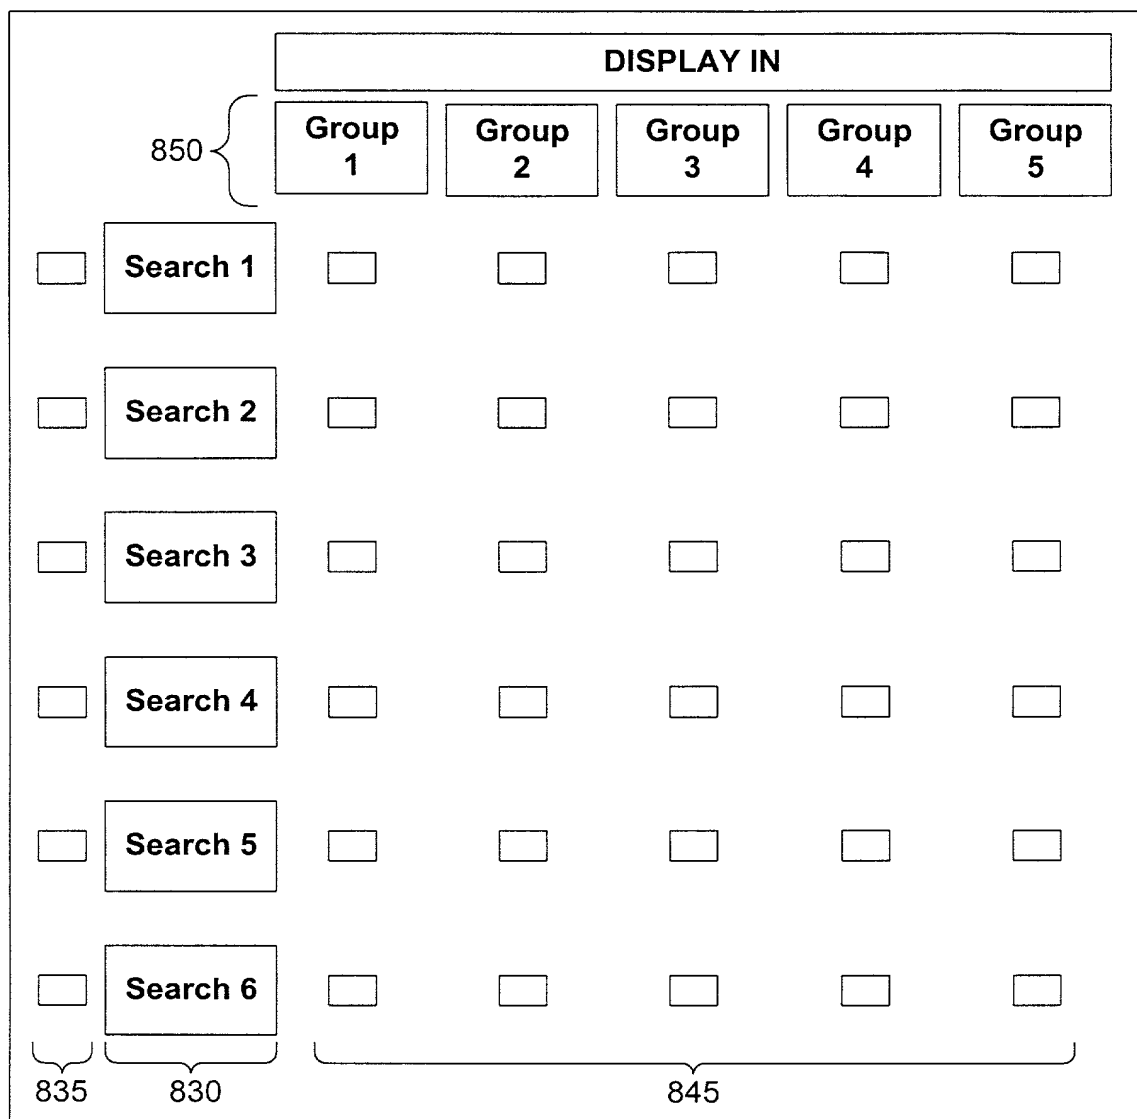 DISPLAY IN
850
Group 1
Group 2
Group 3
Group 4
Group 5
Search 1
Search 2
Search 3
Search 4
Search 5
Search 6
835
830
845